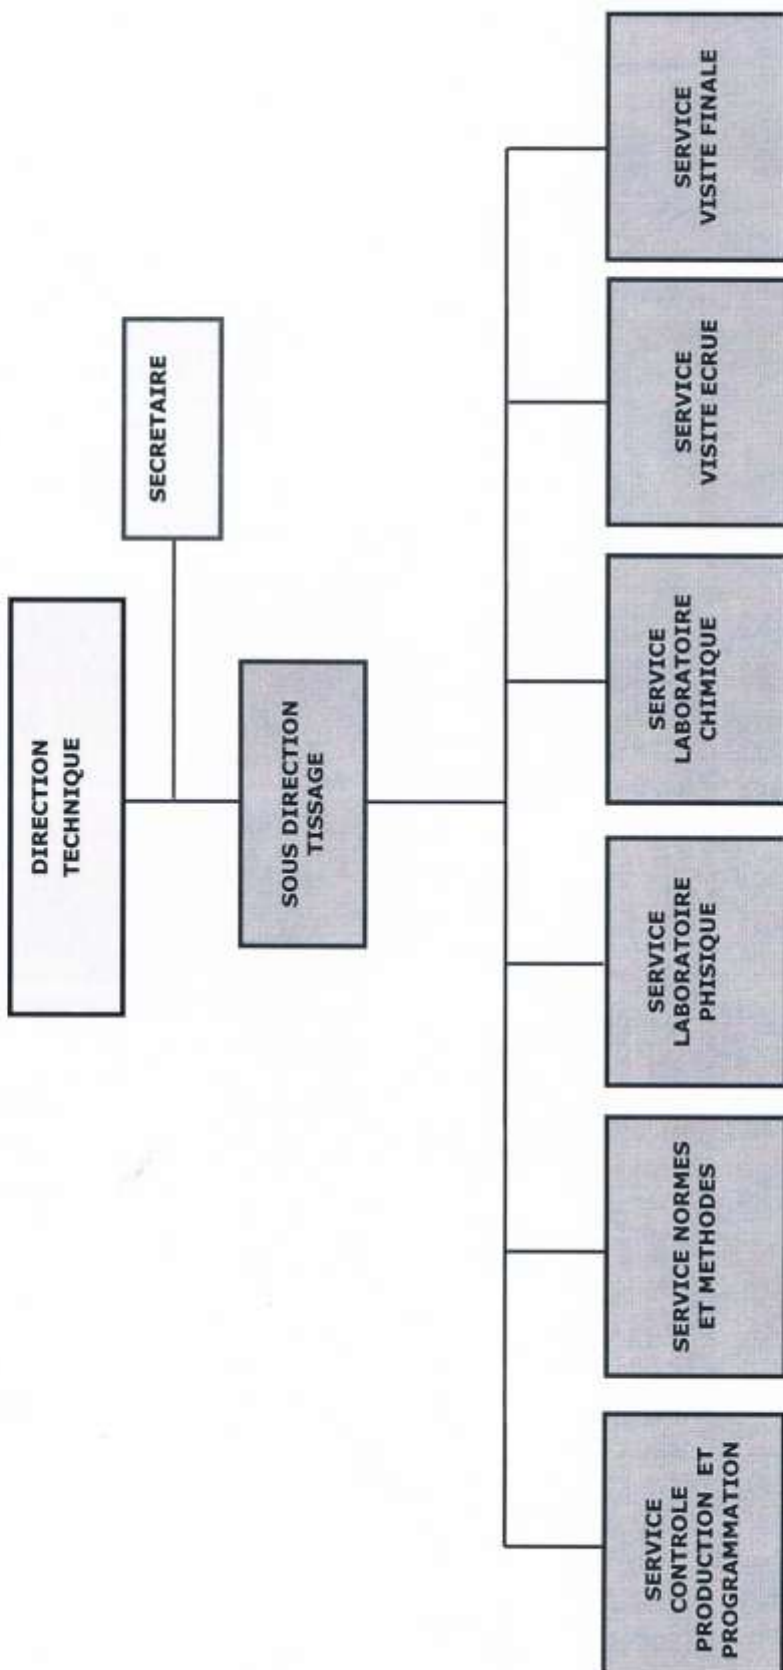 DIRECTION
TECHNIQUE
SECRETAIRE
SOUS DIRECTION
TISSAGE
SERVICE
CONTROLE
PRODUCTION ET
PROGRAMMATION
SERVICE NORMES
ET METHODES
SERVICE
LABORATOIRE
PHISIQUE
SERVICE
LABORATOIRE
CHIMIQUE
SERVICE
VISITE ECRUE
SERVICE
VISITE FINALE